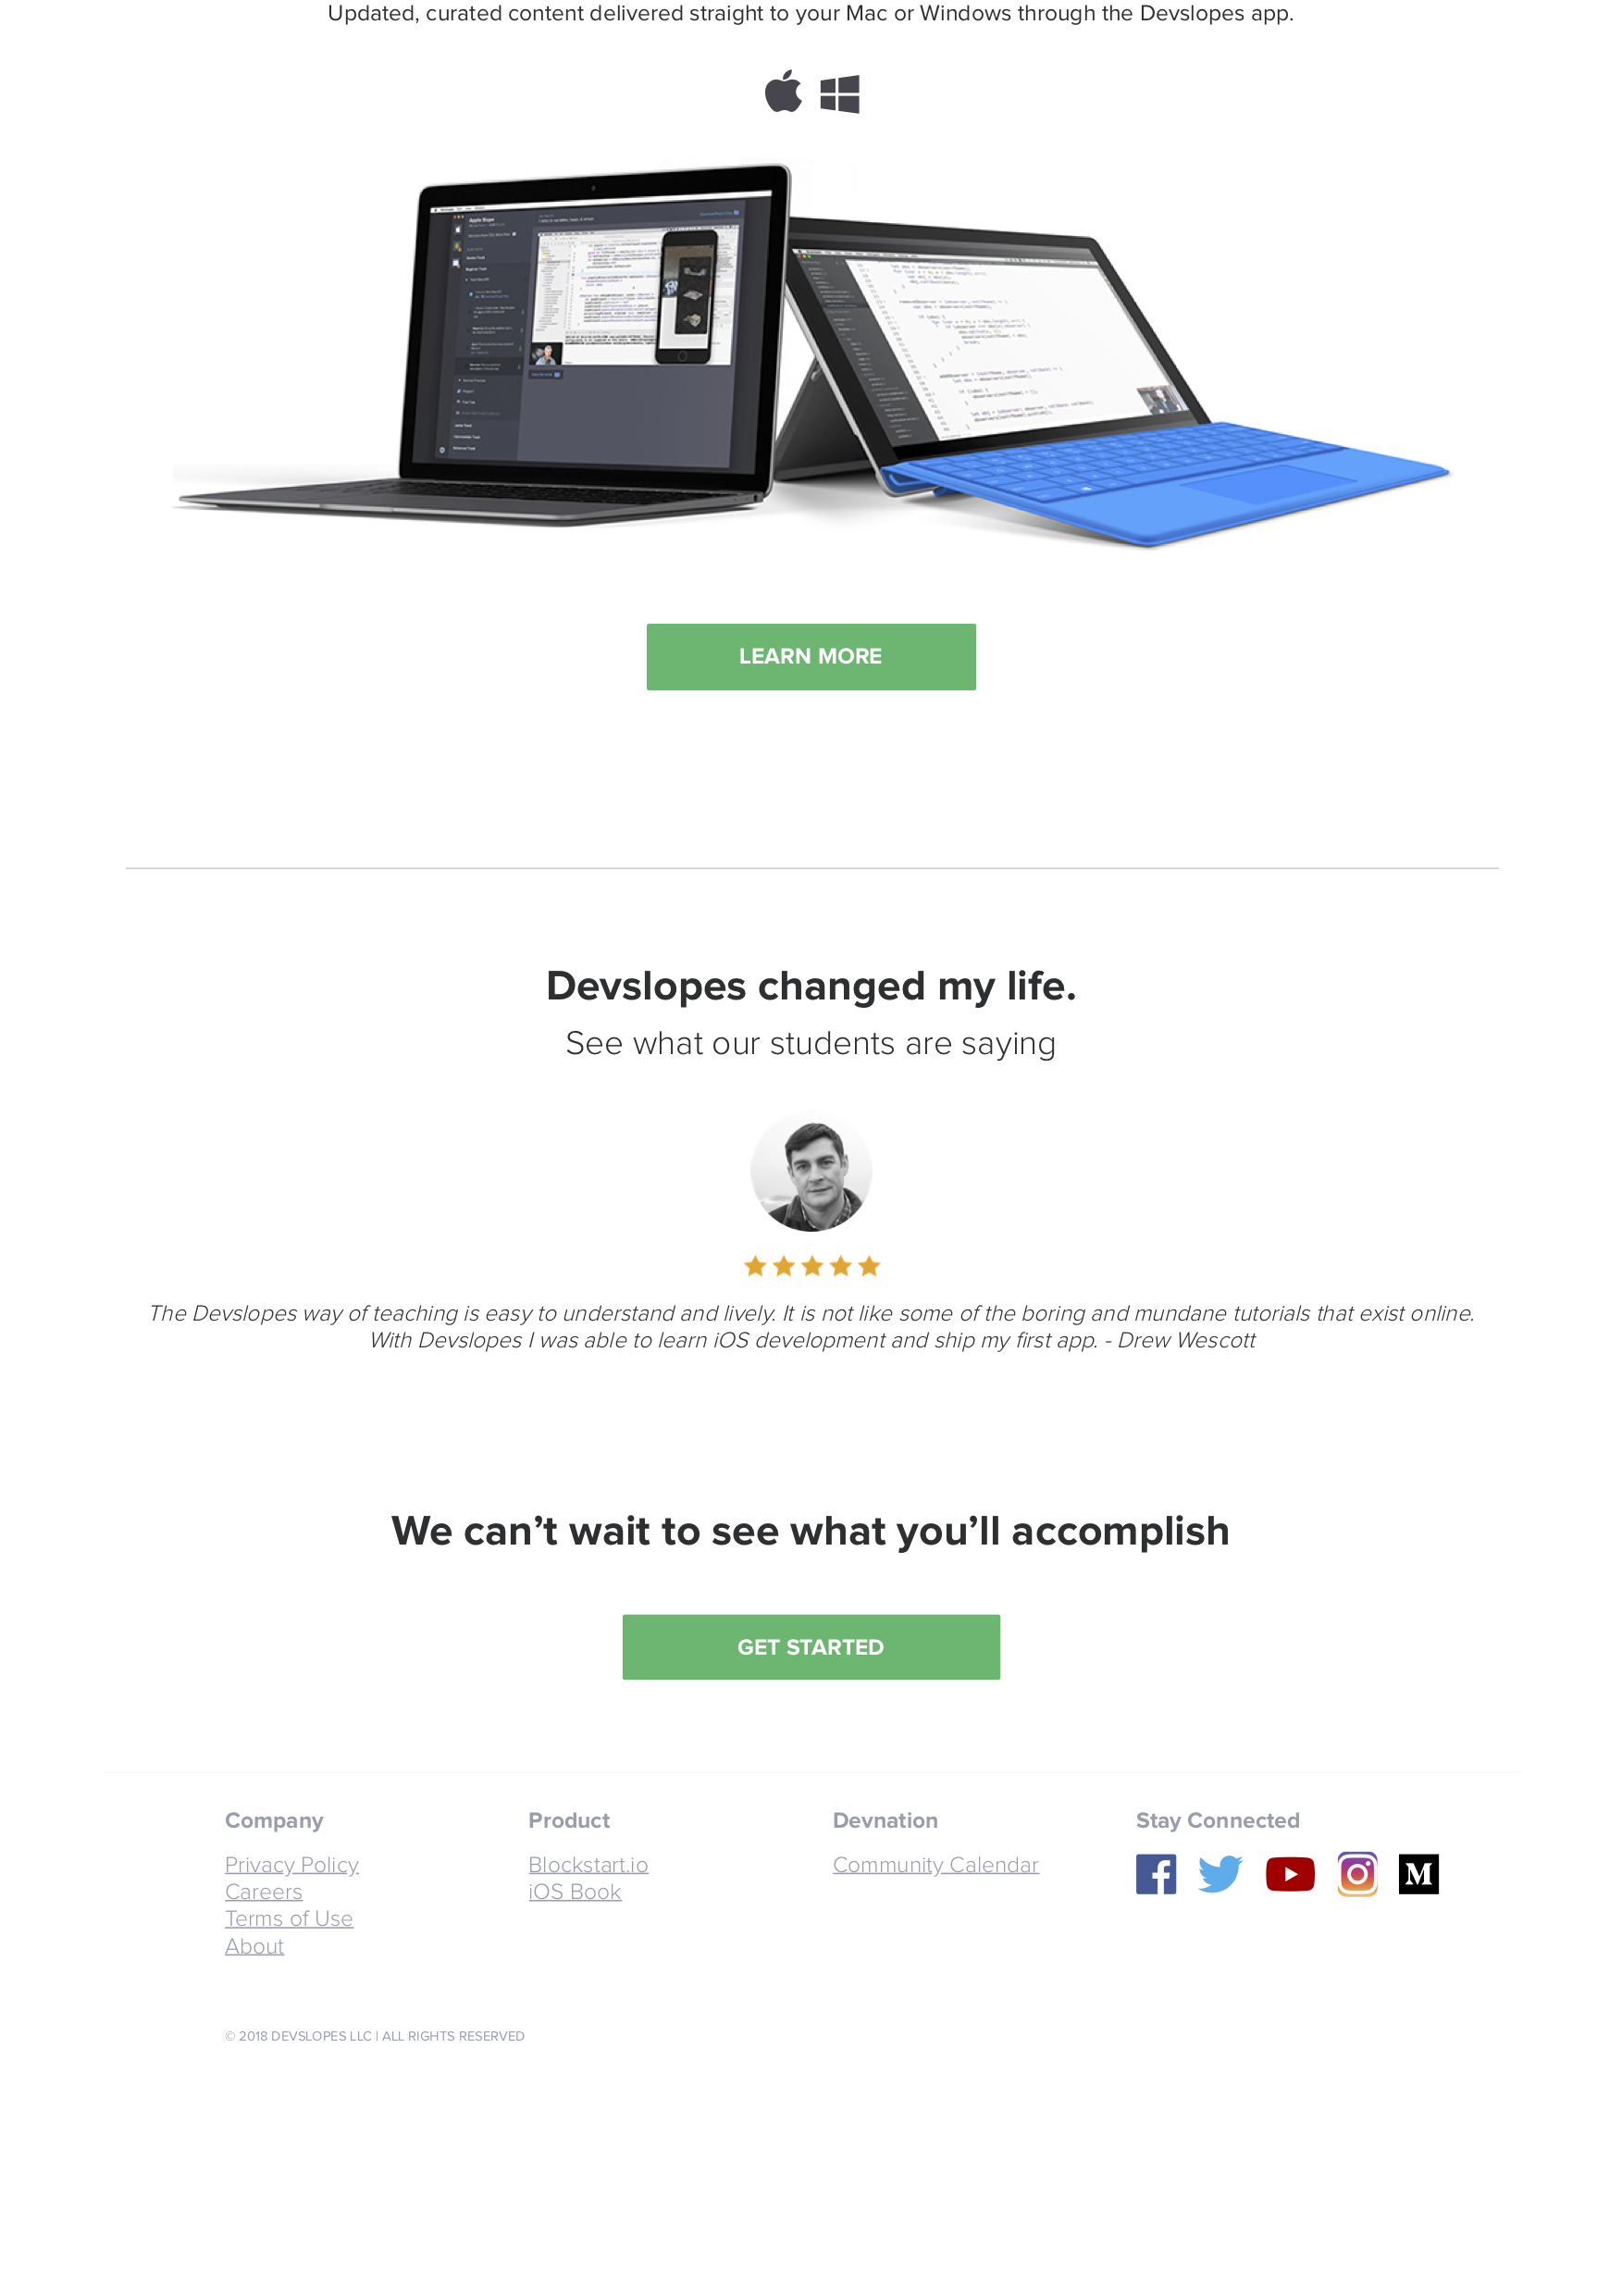 Updated, curated content delivered straight to your Mac or Windows through the Devslopes app.
LEARN MORE
Devslopes changed my life.
See what our students are saying
The Devslopes way of teaching is easy to understand and lively. It is not like some of the boring and mundane tutorials that exist online.
With Devslopes I was able to learn iOS development and ship my first app. - Drew Wescott
We can’t wait to see what you’ll accomplish
GET STARTED
Company
Privacy Policy
Careers
Terms of Use
About
Product
Blockstart.io
iOS Book
Devnation
Community Calendar
Stay Connected
© 2018 DEVSLOPES LLC | ALL RIGHTS RESERVED